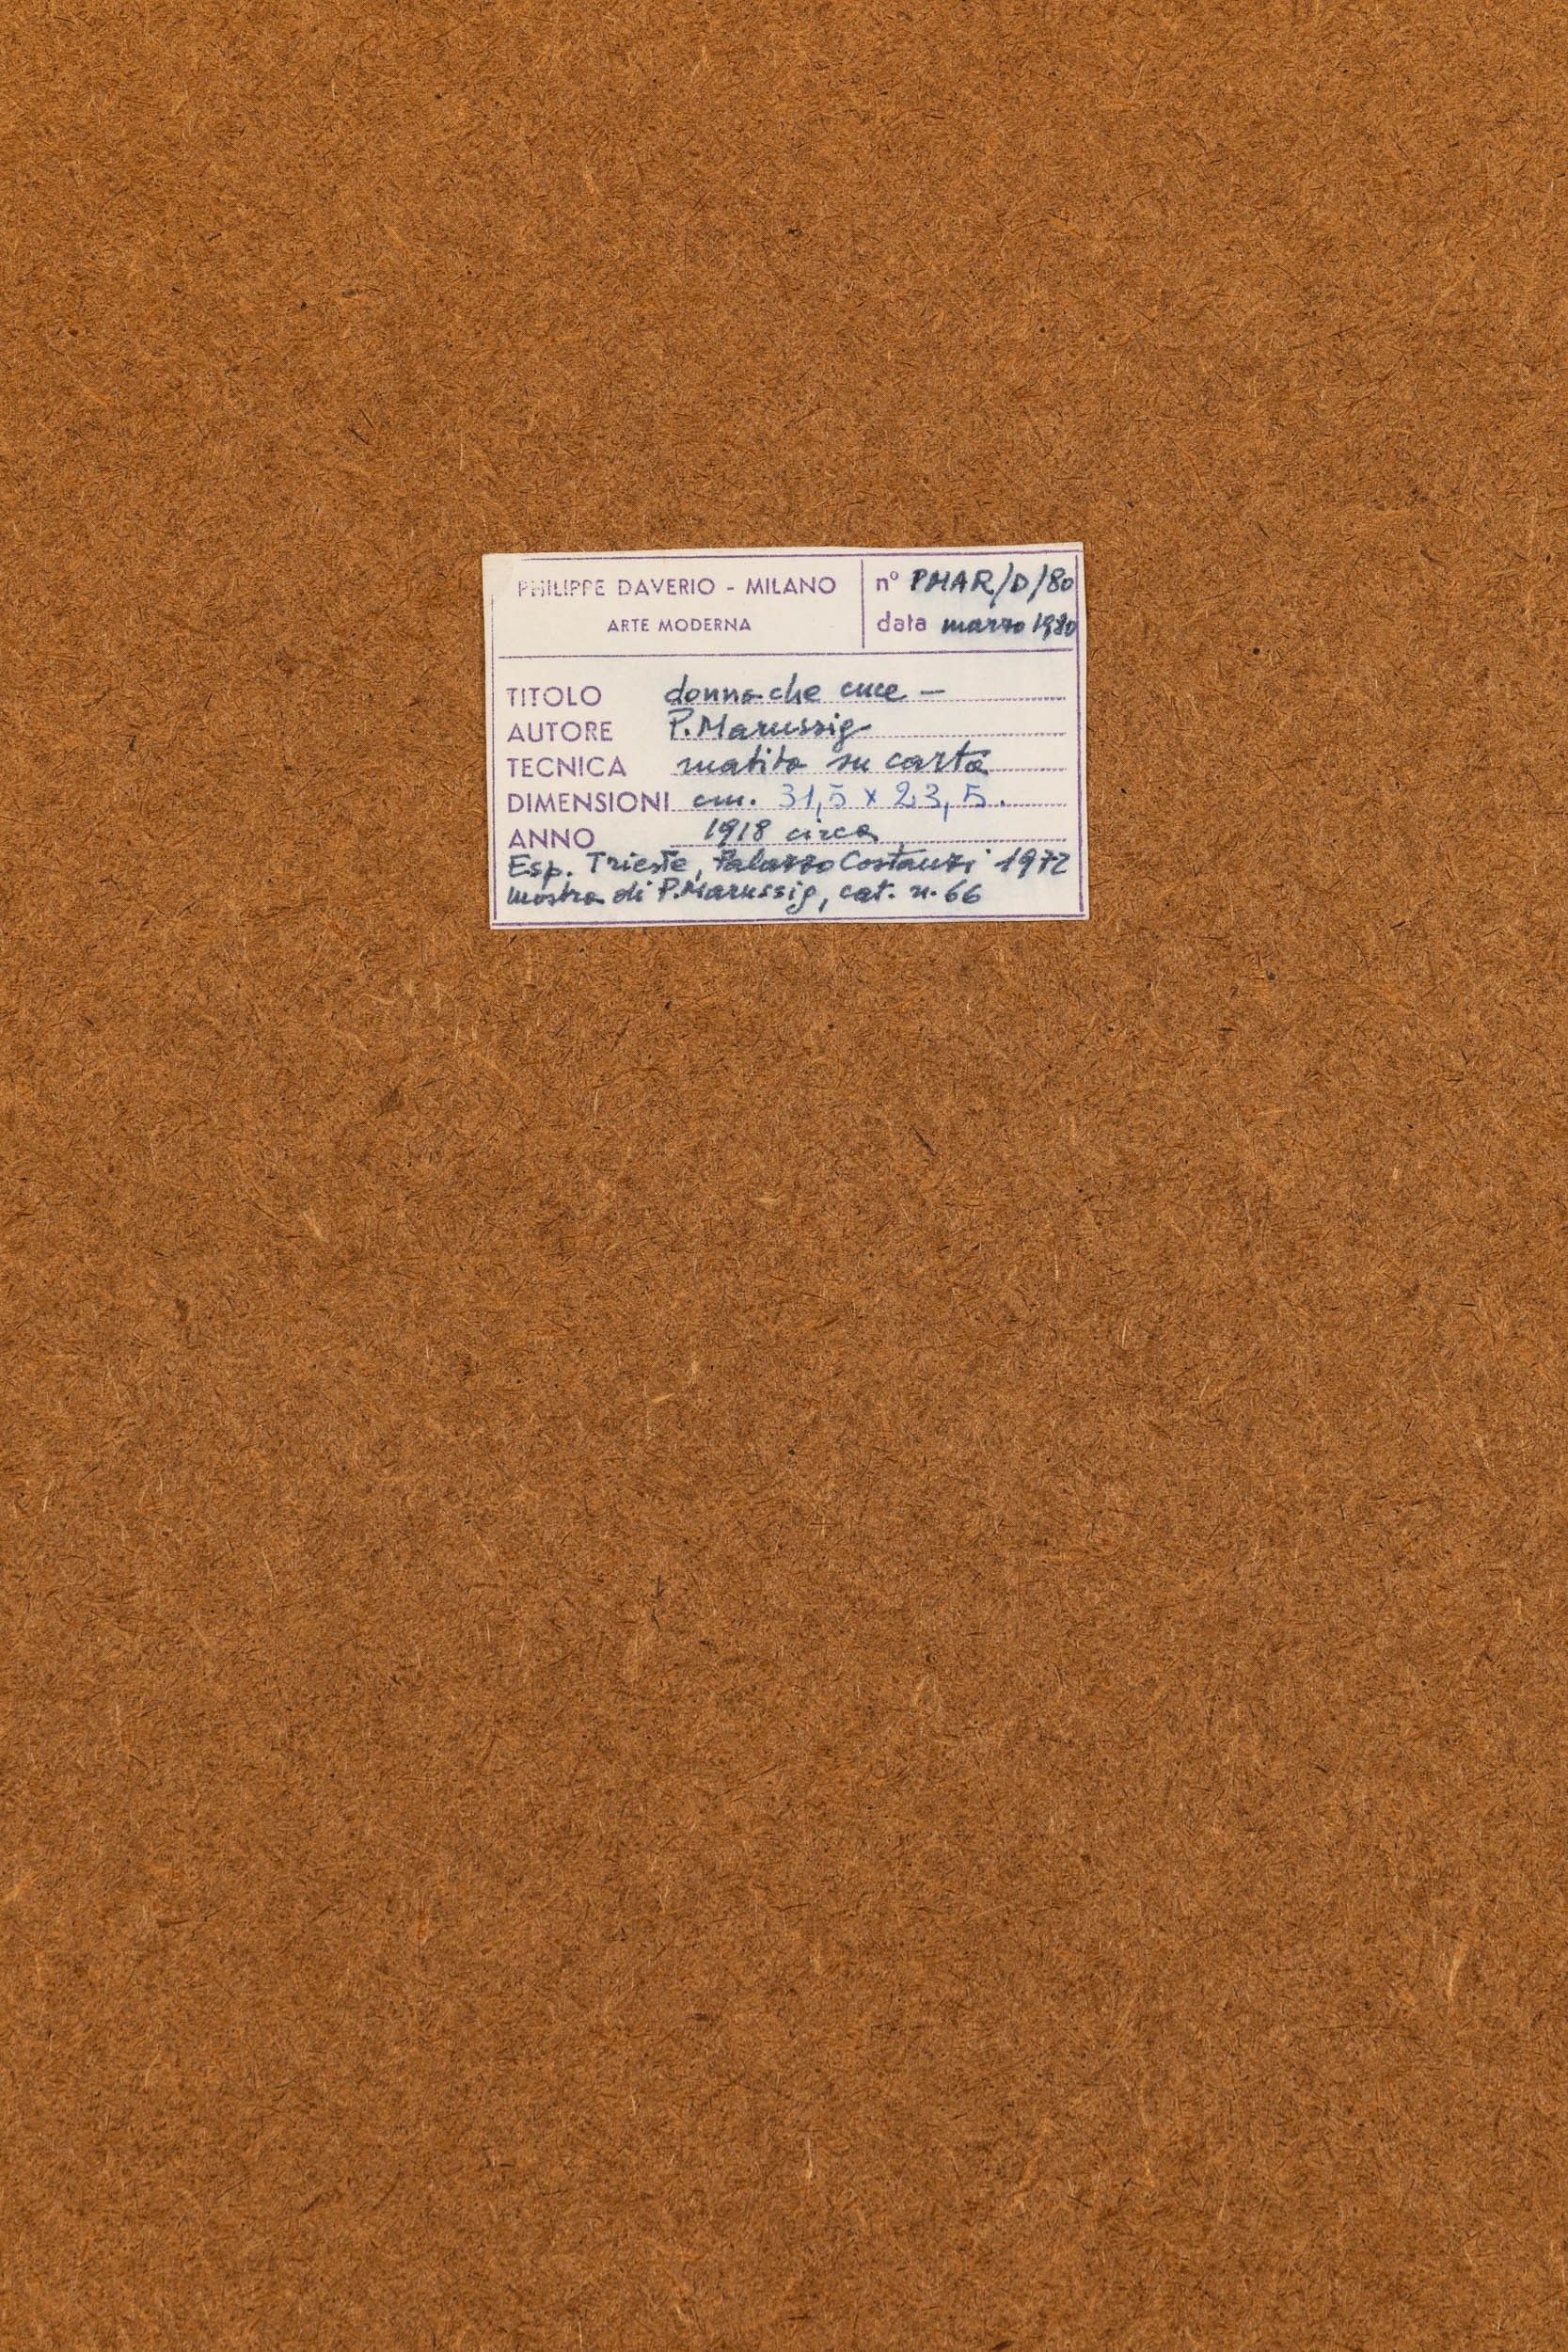 PHILIPPE DAVERIO - MILANO
ARTE MODERNA
nº PMAR/D/80
data marzo 1980
TITOLO donna che cuce -
AUTORE P. Marussig
TECNICA matita su carta
DIMENSIONI cm. 31,5 x 23,5.
ANNO 1918 circa
Esp. Trieste, Palazzo Costanzi 1972
mostra di P. Marussig, cat. n. 66